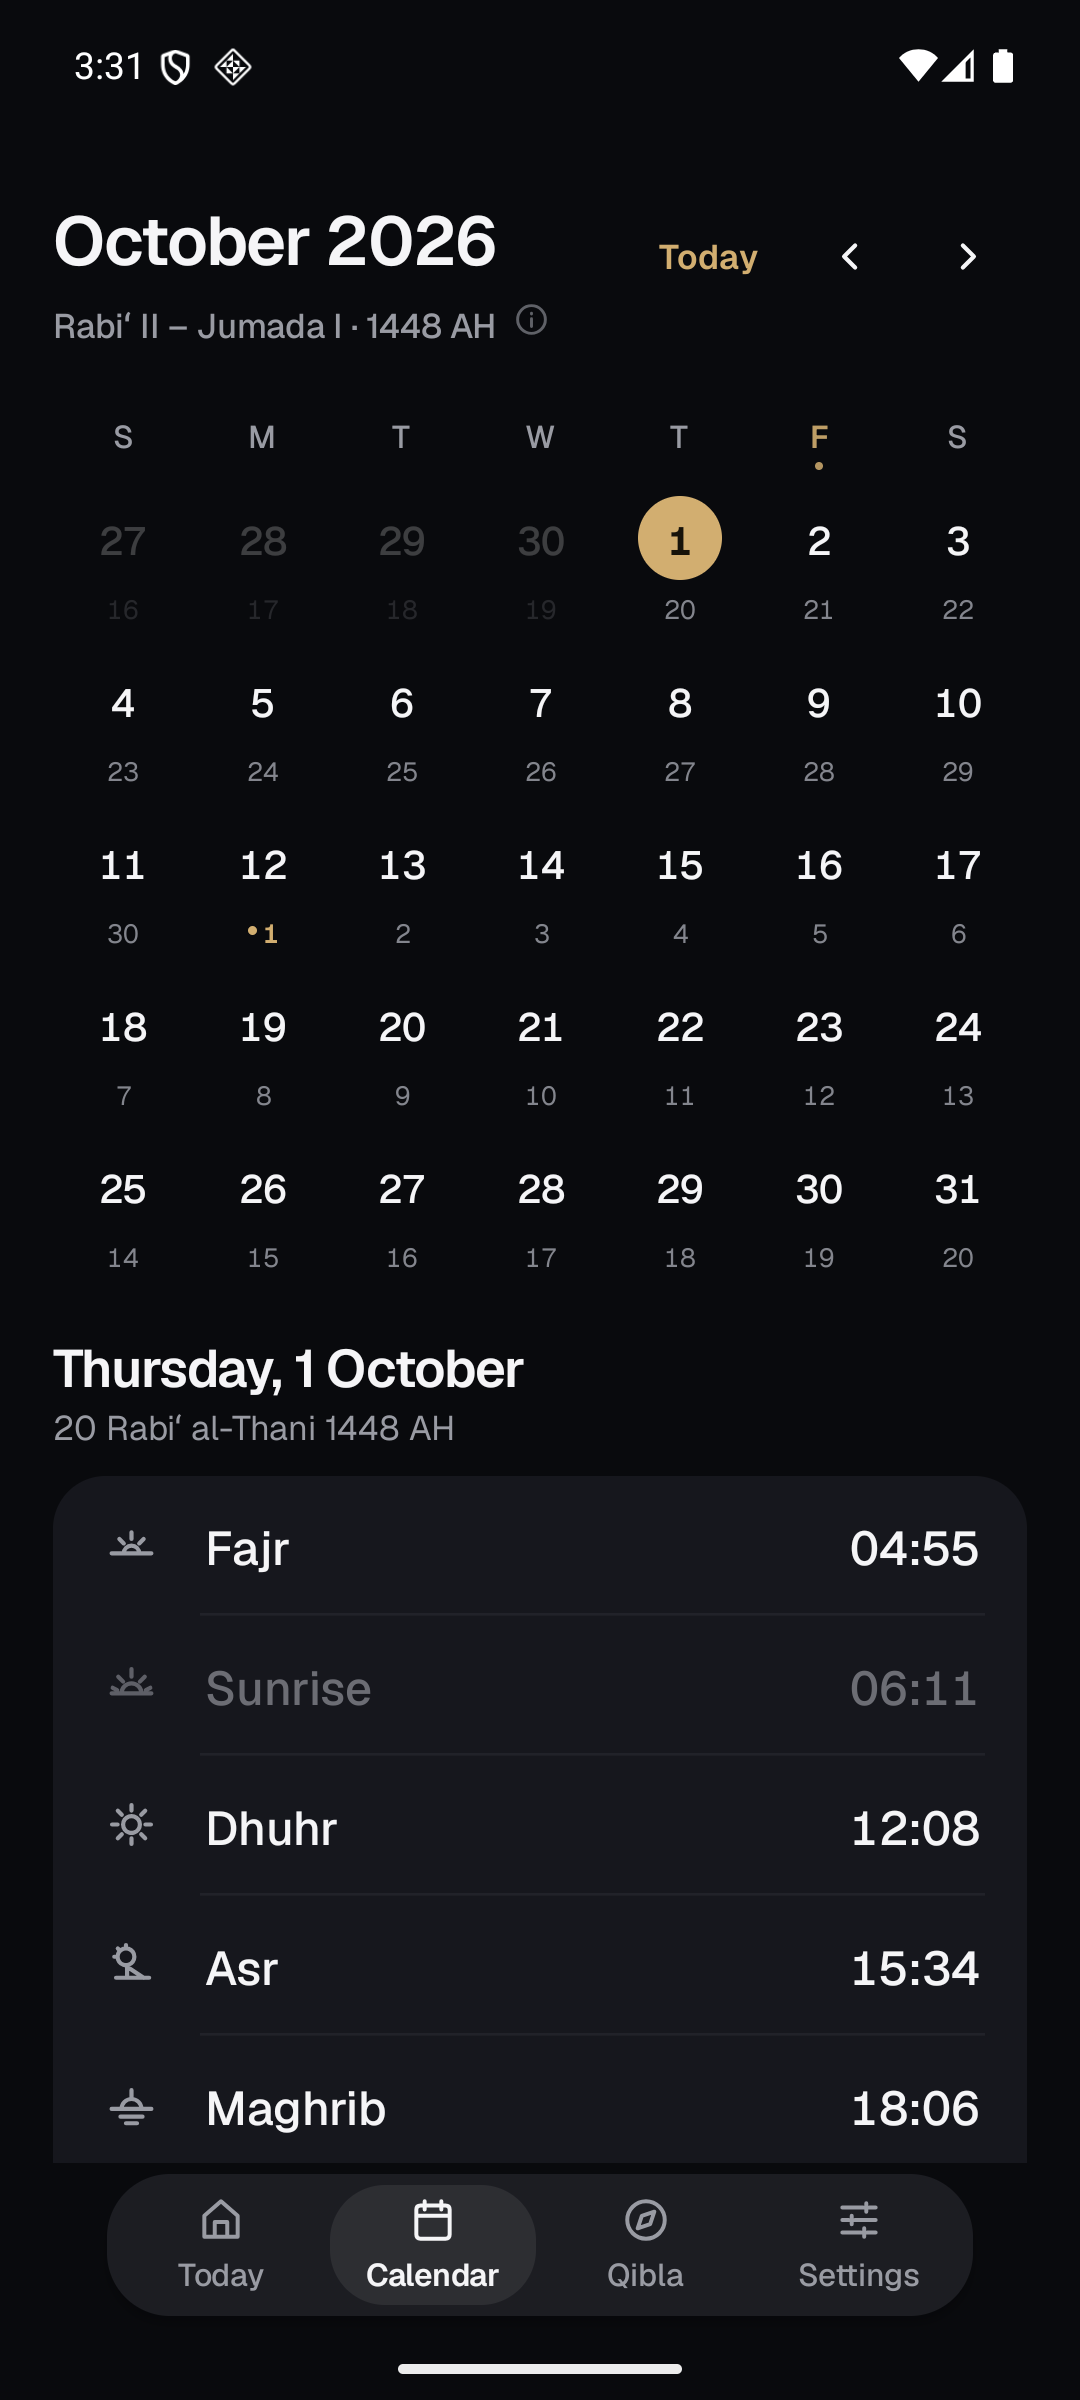 3:31
October 2026
Today
Rabiʻ II – Jumada I · 1448 AH
S M T W T F S
27 28 29 30 1 2 3
16 17 18 19 20 21 22
4 5 6 7 8 9 10
23 24 25 26 27 28 29
11 12 13 14 15 16 17
30 •1 2 3 4 5 6
18 19 20 21 22 23 24
7 8 9 10 11 12 13
25 26 27 28 29 30 31
14 15 16 17 18 19 20
Thursday, 1 October
20 Rabiʻ al-Thani 1448 AH
Fajr 04:55
Sunrise 06:11
Dhuhr 12:08
Asr 15:34
Maghrib 18:06
Today Calendar Qibla Settings